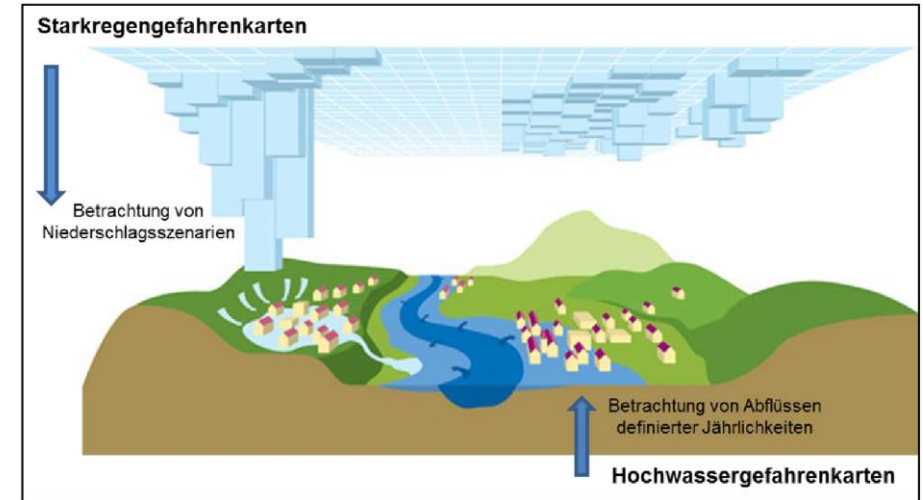 Starkregengefahrenkarten
Betrachtung von
Niederschlagsszenarien
Betrachtung von Abflüssen
definierter Jährlichkeiten
Hochwassergefahrenkarten